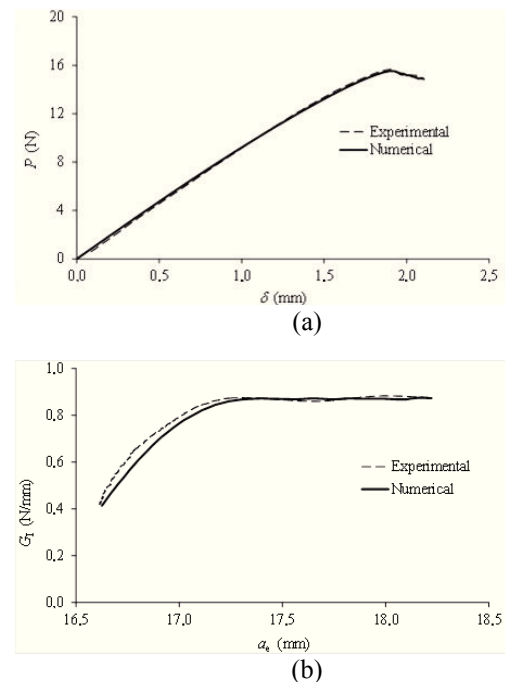 20
16
12
8
4
0
P (N)
Experimental
Numerical
0,0 0,5 1,0 1,5 2,0 2,5
δ (mm)
(a)
1,0
0,8
0,6
0,4
0,2
0,0
G_I (N/mm)
Experimental
Numerical
16,5 17,0 17,5 18,0 18,5
a_e (mm)
(b)